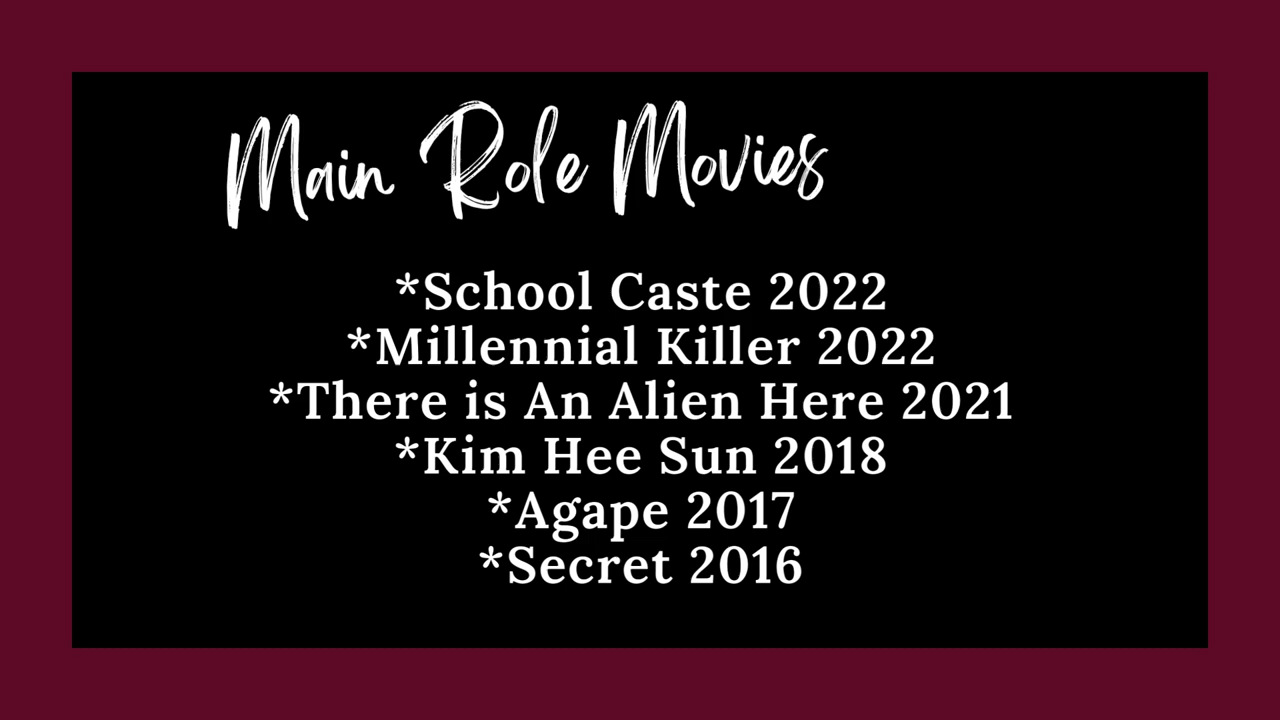 Main Role Movies
*School Caste 2022
*Millennial Killer 2022
*There is An Alien Here 2021
*Kim Hee Sun 2018
*Agape 2017
*Secret 2016